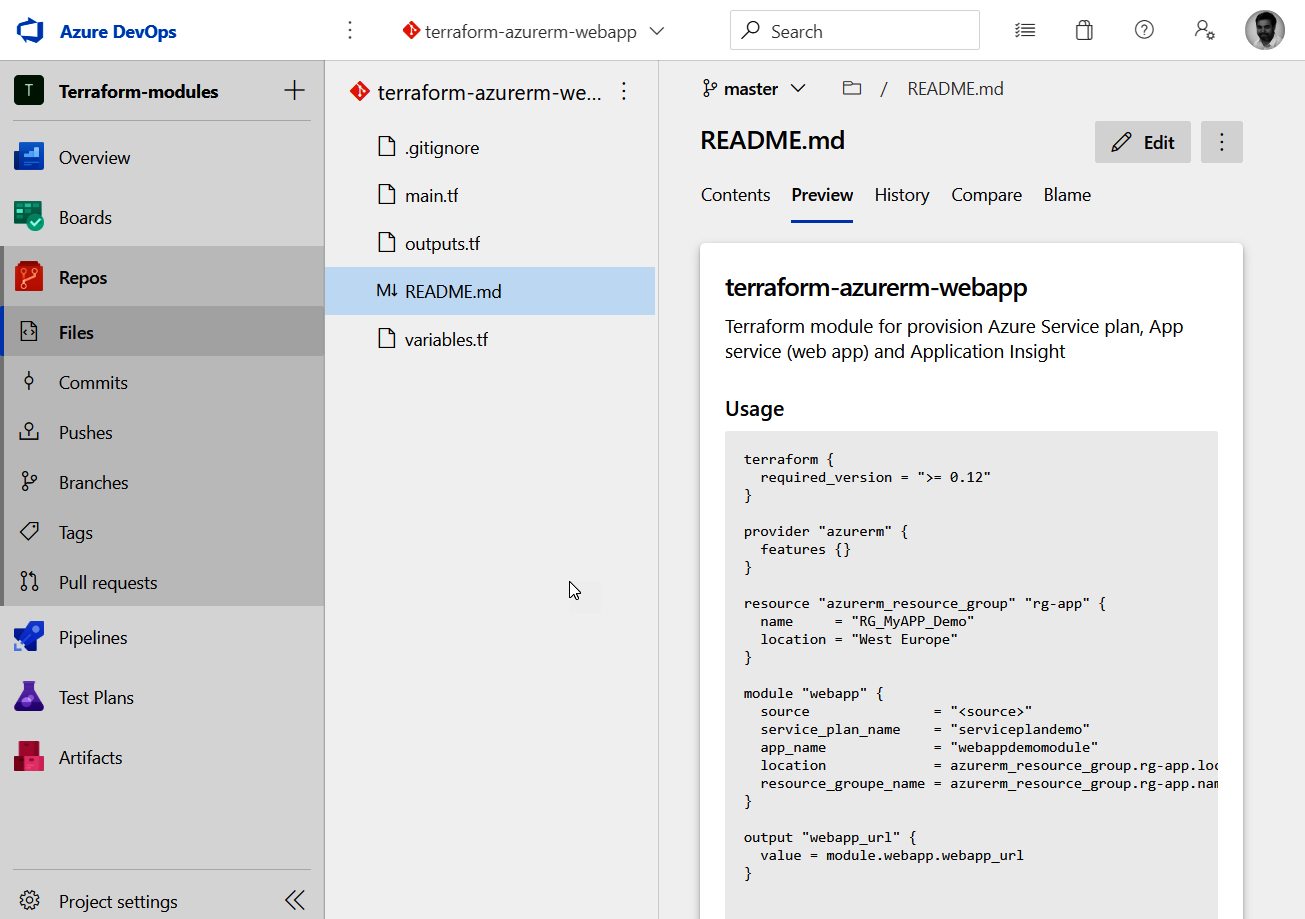 Azure DevOps
terraform-azurerm-webapp
Search
T
Terraform-modules
Overview
Boards
Repos
Files
Commits
Pushes
Branches
Tags
Pull requests
Pipelines
Test Plans
Artifacts
Project settings
terraform-azurerm-we...
.gitignore
main.tf
outputs.tf
M↓ README.md
variables.tf
master
/ README.md
README.md
Edit
Contents Preview History Compare Blame
terraform-azurerm-webapp
Terraform module for provision Azure Service plan, App
service (web app) and Application Insight
Usage
terraform {
  required_version = ">= 0.12"
}
provider "azurerm" {
  features {}
}
resource "azurerm_resource_group" "rg-app" {
  name     = "RG_MyAPP_Demo"
  location = "West Europe"
}
module "webapp" {
  source               = "<source>"
  service_plan_name    = "serviceplandemo"
  app_name             = "webappdemomodule"
  location             = azurerm_resource_group.rg-app.loc
  resource_groupe_name = azurerm_resource_group.rg-app.nam
}
output "webapp_url" {
  value = module.webapp.webapp_url
}